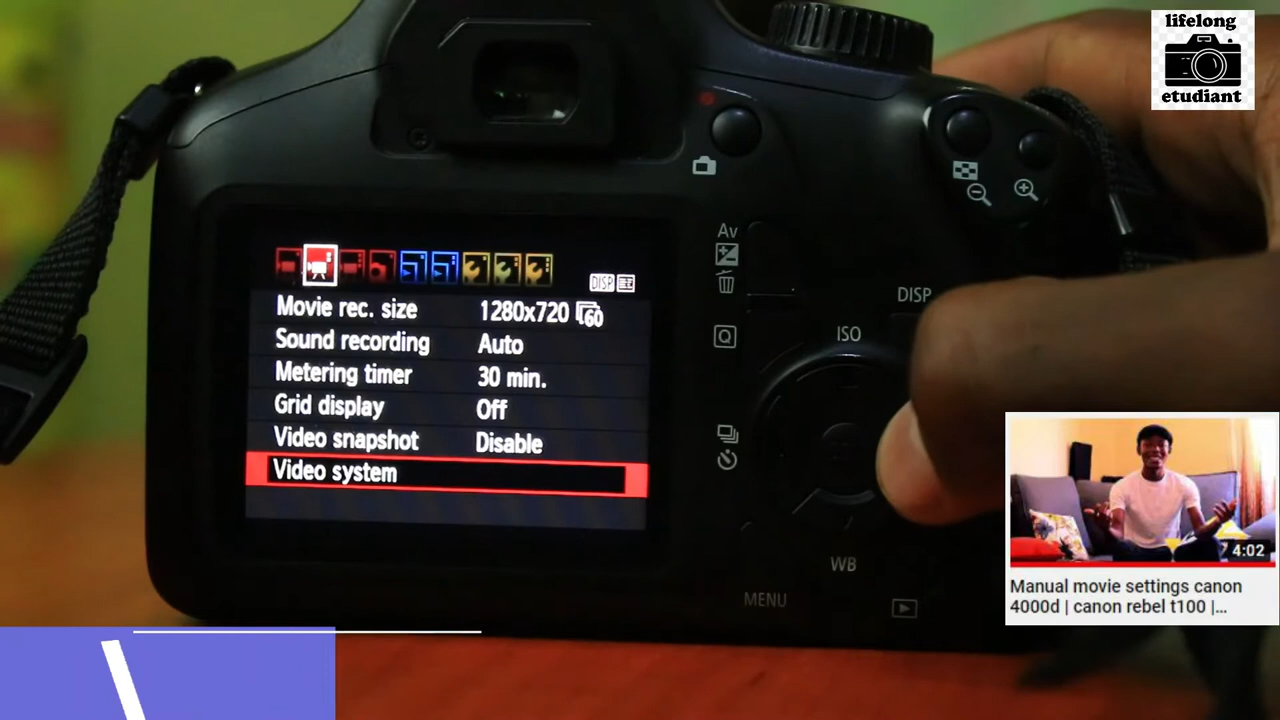 lifelong
etudiant
Av
DISP
Movie rec. size 1280x720 60
Sound recording Auto
Metering timer 30 min.
Grid display Off
Video snapshot Disable
Video system
DISP
ISO
Q
WB
MENU
4:02
Manual movie settings canon
4000d | canon rebel t100 |...